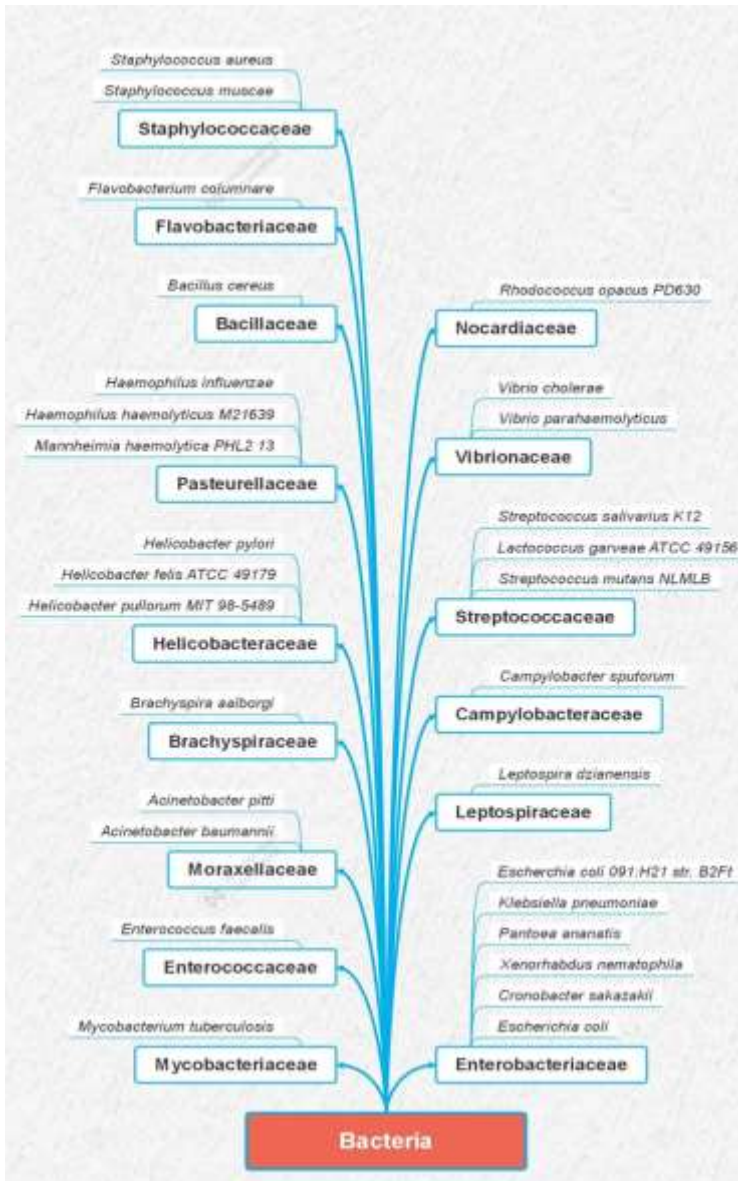 Staphylococcus aureus
Staphylococcus muscae
Staphylococcaceae
Flavobacterium columnare
Flavobacteriaceae
Bacillus cereus
Bacillaceae
Haemophilus influenzae
Haemophilus haemolyticus M21639
Mannheimia haemolytica PHL2 13
Pasteurellaceae
Helicobacter pylori
Helicobacter felis ATCC 49179
Helicobacter pullorum MIT 98-5489
Helicobacteraceae
Brachyspira aalborgi
Brachyspiraceae
Acinetobacter pitti
Acinetobacter baumannii
Moraxellaceae
Enterococcus faecalis
Enterococcaceae
Mycobacterium tuberculosis
Mycobacteriaceae
Rhodococcus opacus PD630
Nocardiaceae
Vibrio cholerae
Vibrio parahaemolyticus
Vibrionaceae
Streptococcus salivarius K12
Lactococcus garveae ATCC 49156
Streptococcus mutans NLMLB
Streptococcaceae
Campylobacter sputorum
Campylobacteraceae
Leptospira dzianensis
Leptospiraceae
Escherchia coli 091:H21 str. B2F1
Klebsiella pneumoniae
Pantoea ananatis
Xenorhabdus nematophila
Cronobacter sakazakii
Escherichia coli
Enterobacteriaceae
Bacteria